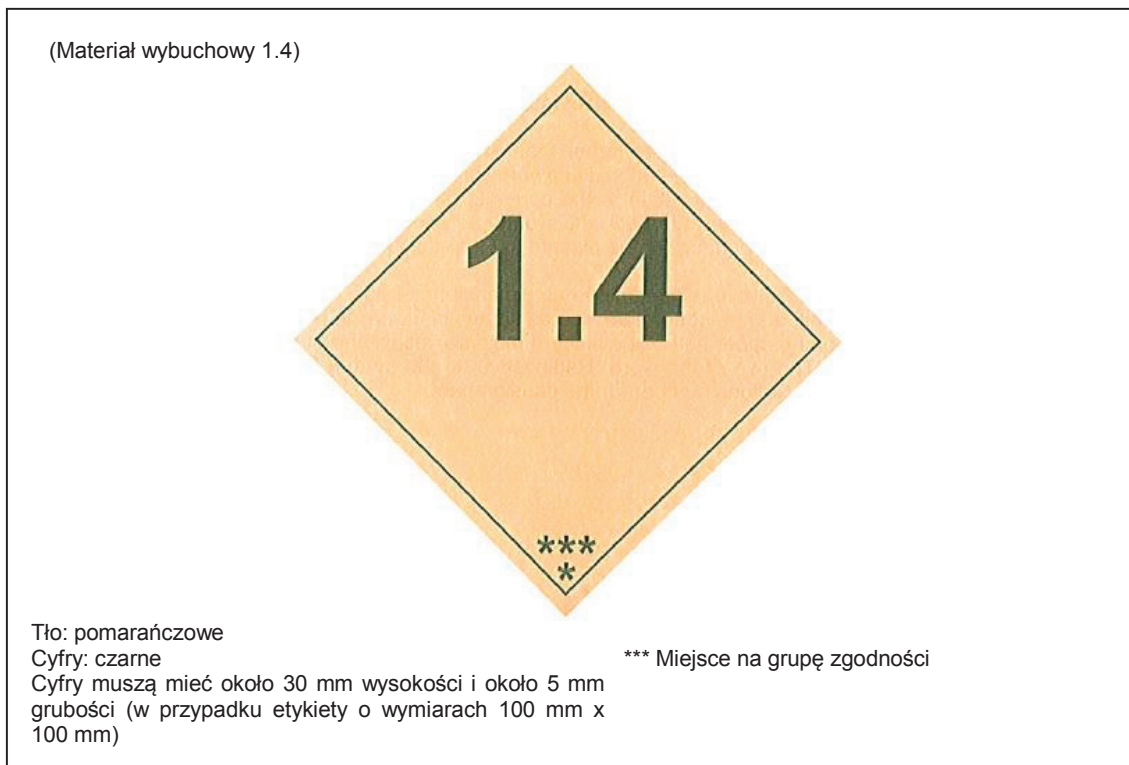 (Materiał wybuchowy 1.4)
1.4
***
*
Tło: pomarańczowe
Cyfry: czarne
*** Miejsce na grupę zgodności
Cyfry muszą mieć około 30 mm wysokości i około 5 mm
grubości (w przypadku etykiety o wymiarach 100 mm x
100 mm)